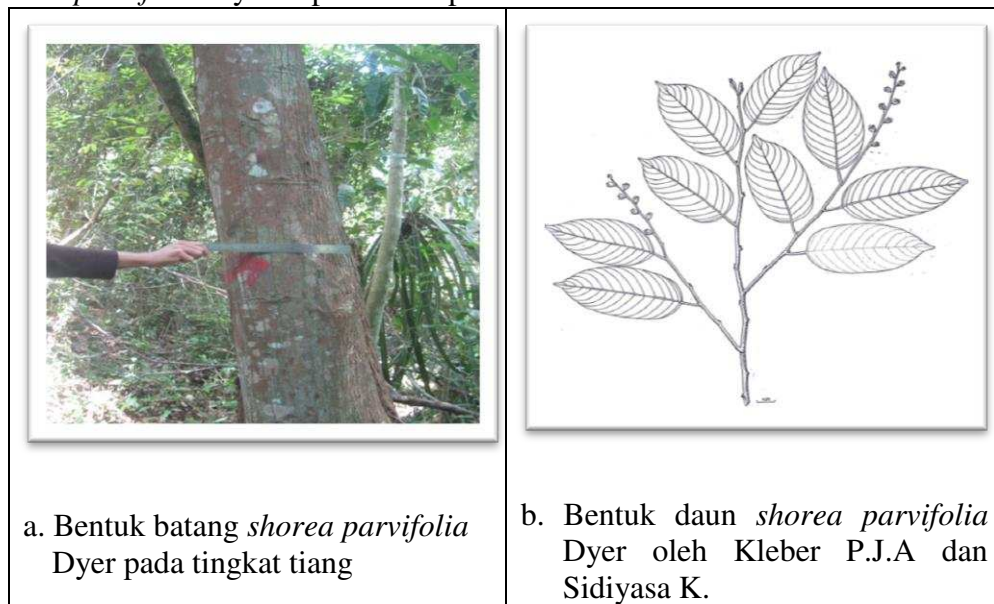 a. Bentuk batang shorea parvifolia
Dyer pada tingkat tiang
b. Bentuk daun shorea parvifolia
Dyer oleh Kleber P.J.A dan
Sidiyasa K.